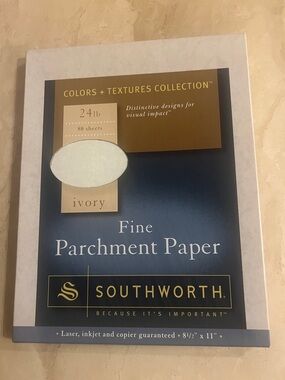 COLORS + TEXTURES COLLECTION™
24lb
80 sheets
Distinctive designs for
visual impact™
ivory
Fine
Parchment Paper
S SOUTHWORTH®
BECAUSE IT'S IMPORTANT™
• Laser, inkjet and copier guaranteed • 8½" x 11" •